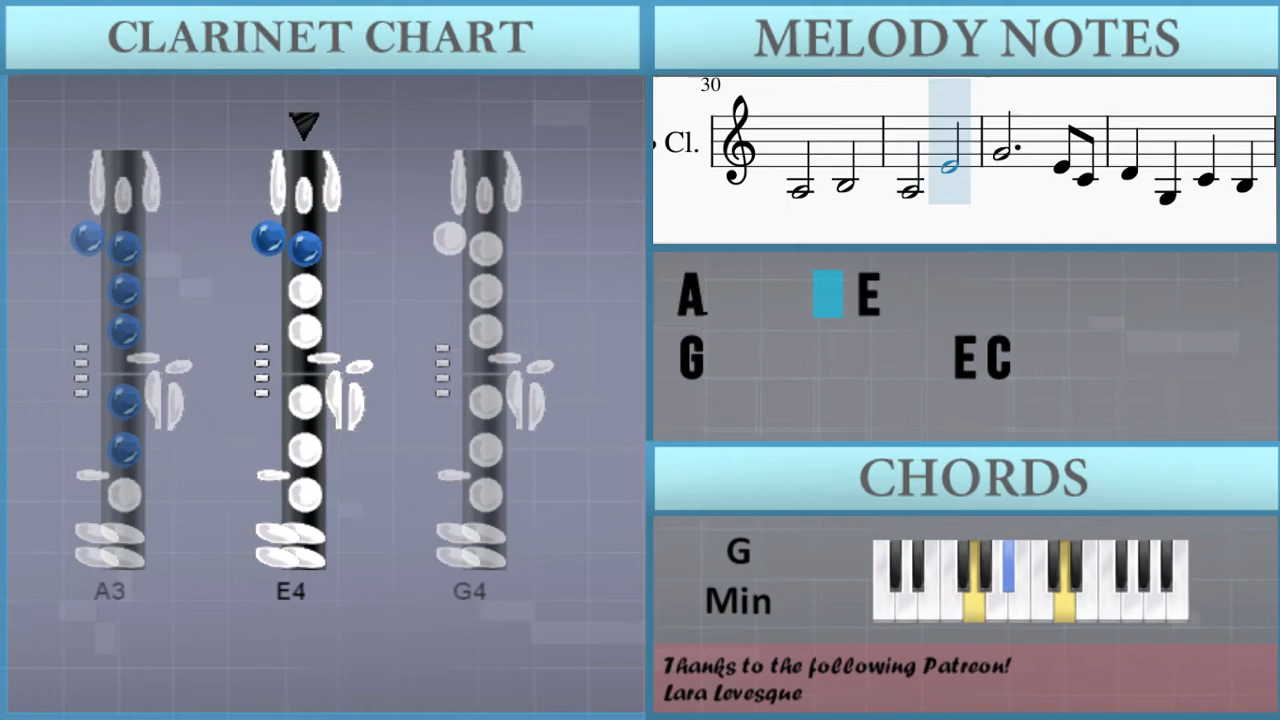 CLARINET CHART
A3 E4 G4
MELODY NOTES
30
Cl.
A E
G E C
CHORDS
G
Min
Thanks to the following Patreon!
Lara Levesque